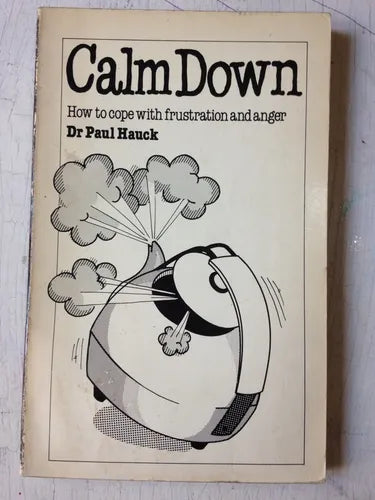 Calm Down
How to cope with frustration and anger
Dr Paul Hauck